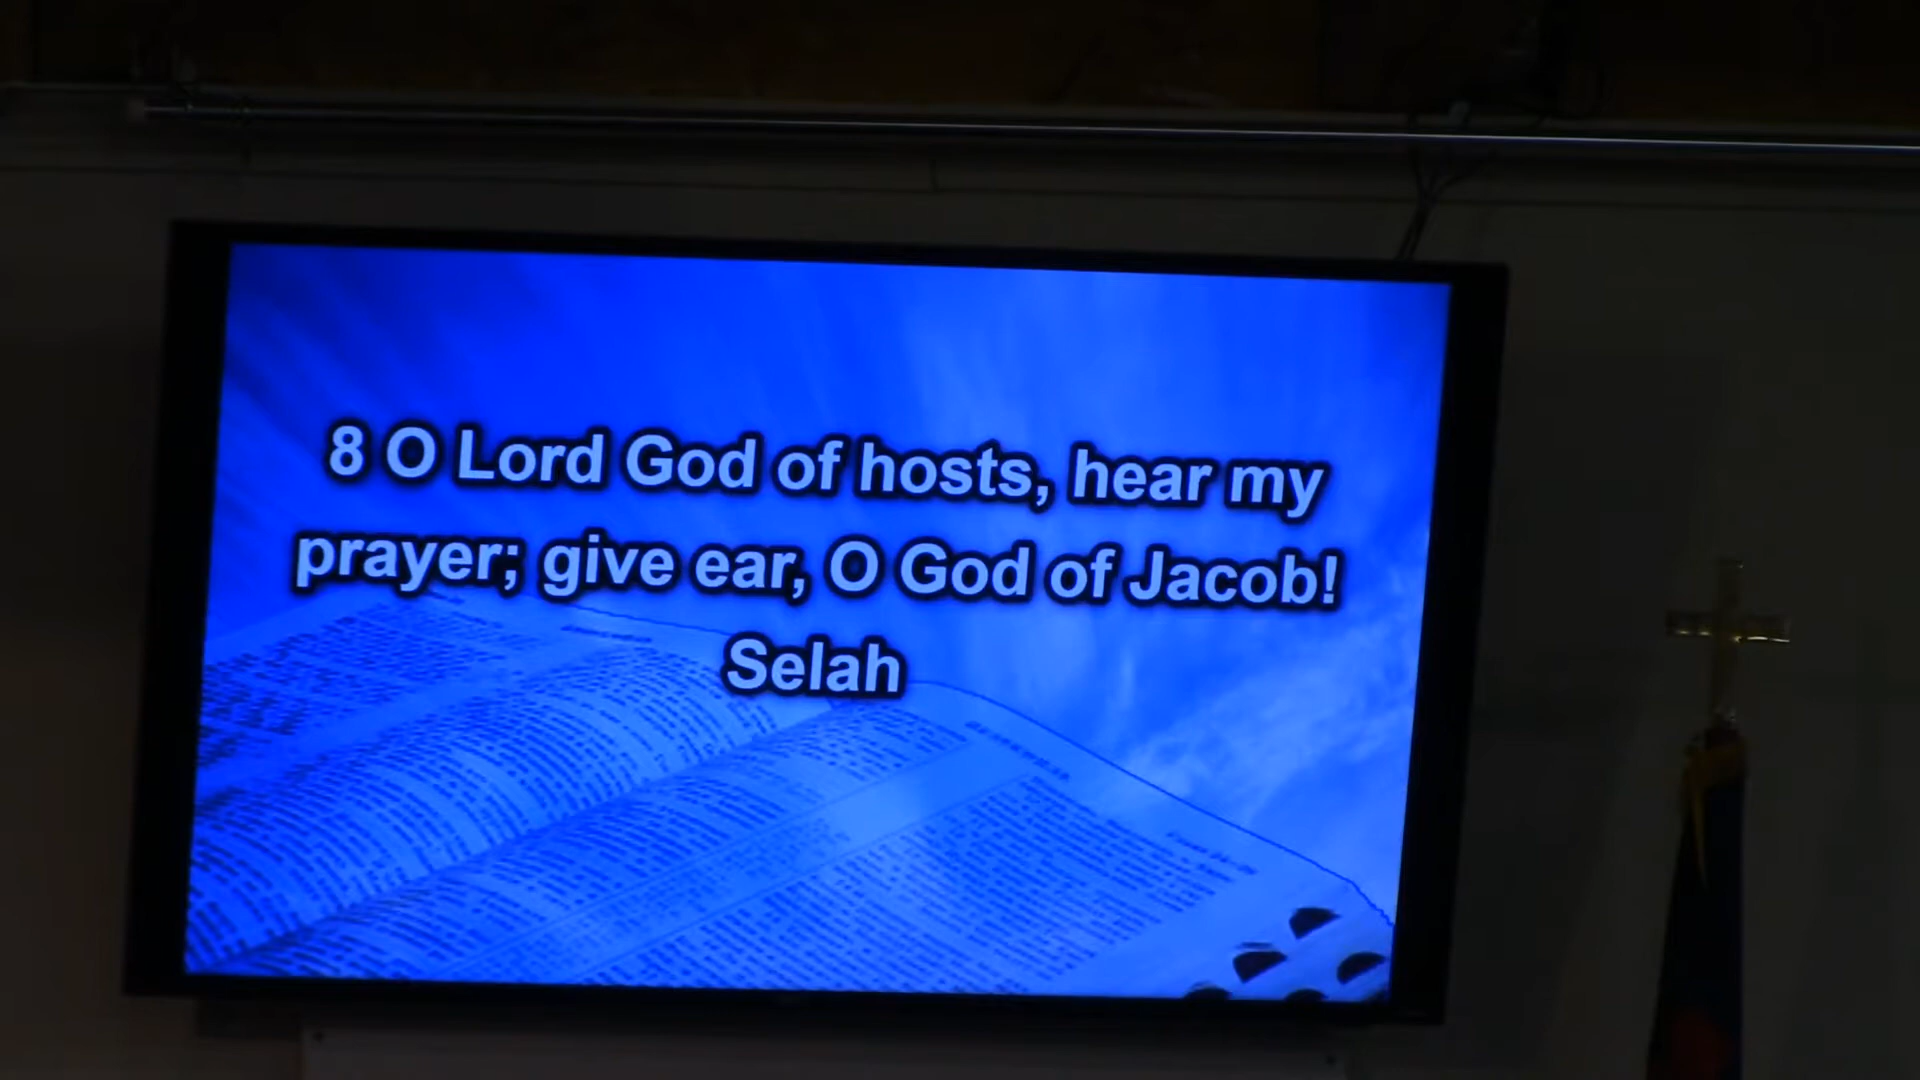 8 O Lord God of hosts, hear my
prayer; give ear, O God of Jacob!
Selah